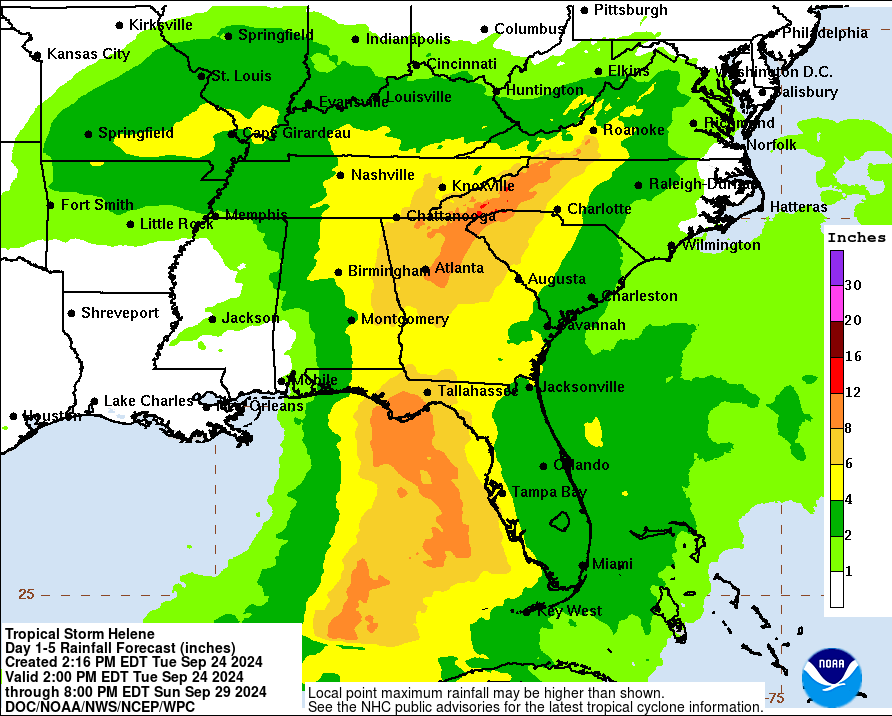 Pittsburgh
Kirksville
Columbus
Springfield
Philadelphia
Indianapolis
Kansas City
Cincinnati
Elkins
Washington D.C.
St. Louis
Huntington
Salisbury
Evansville
Louisville
Richmond
Springfield
Cape Girardeau
Roanoke
Norfolk
Nashville
Knoxville
Raleigh-Durham
Fort Smith
Hatteras
Charlotte
Memphis
Chattanooga
Little Rock
Wilmington
Birmingham
Atlanta
Augusta
Charleston
Shreveport
Jackson
Montgomery
Savannah
Mobile
Tallahassee
Jacksonville
Lake Charles
New Orleans
Houston
Orlando
Tampa Bay
Miami
Key West
25
-75
Inches
30
20
16
12
8
6
4
2
1
Tropical Storm Helene
Day 1-5 Rainfall Forecast (inches)
Created 2:16 PM EDT Tue Sep 24 2024
Valid 2:00 PM EDT Tue Sep 24 2024
through 8:00 PM EDT Sun Sep 29 2024
DOC/NOAA/NWS/NCEP/WPC
Local point maximum rainfall may be higher than shown.
See the NHC public advisories for the latest tropical cyclone information.
NOAA